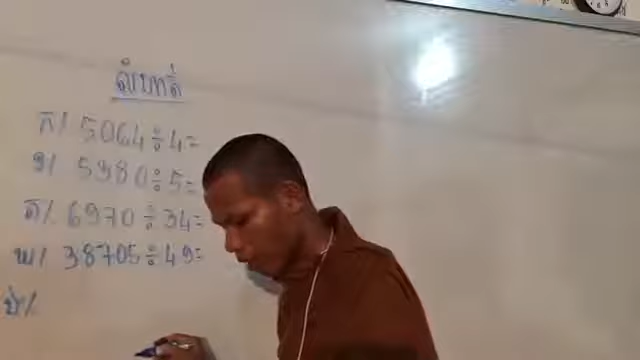 លំហាត់
ក/ 5064÷4=
ខ/ 5980÷5=
គ/ 6970÷34=
ឃ/ 38705÷49=
ង/